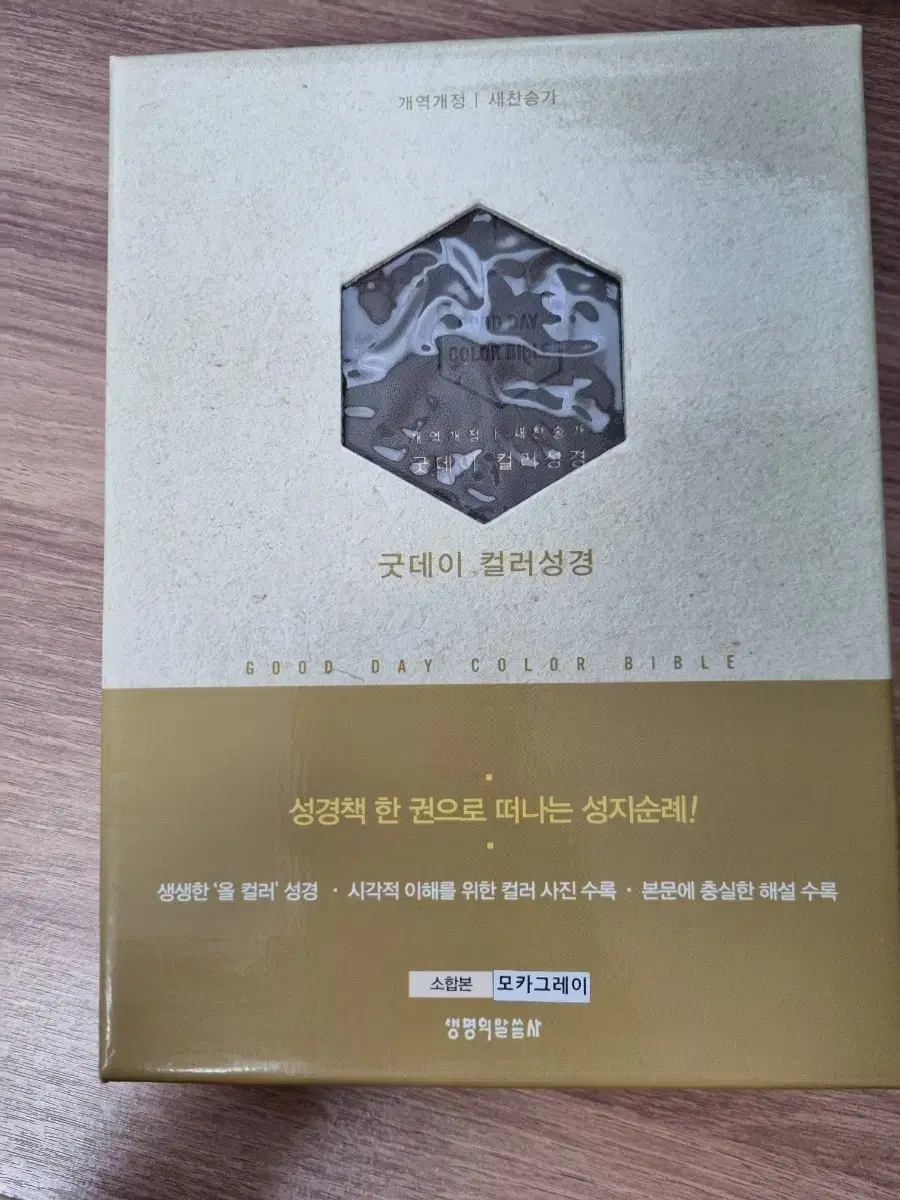 개역개정 | 새찬송가
GOOD DAY
COLOR BIBLE
개역개정 | 새찬송가
굿데이 컬러성경
굿데이 컬러성경
GOOD DAY COLOR BIBLE
성경책 한 권으로 떠나는 성지순례!
생생한 '올 컬러' 성경 · 시각적 이해를 위한 컬러 사진 수록 · 본문에 충실한 해설 수록
소합본 모카그레이
생명의말씀사